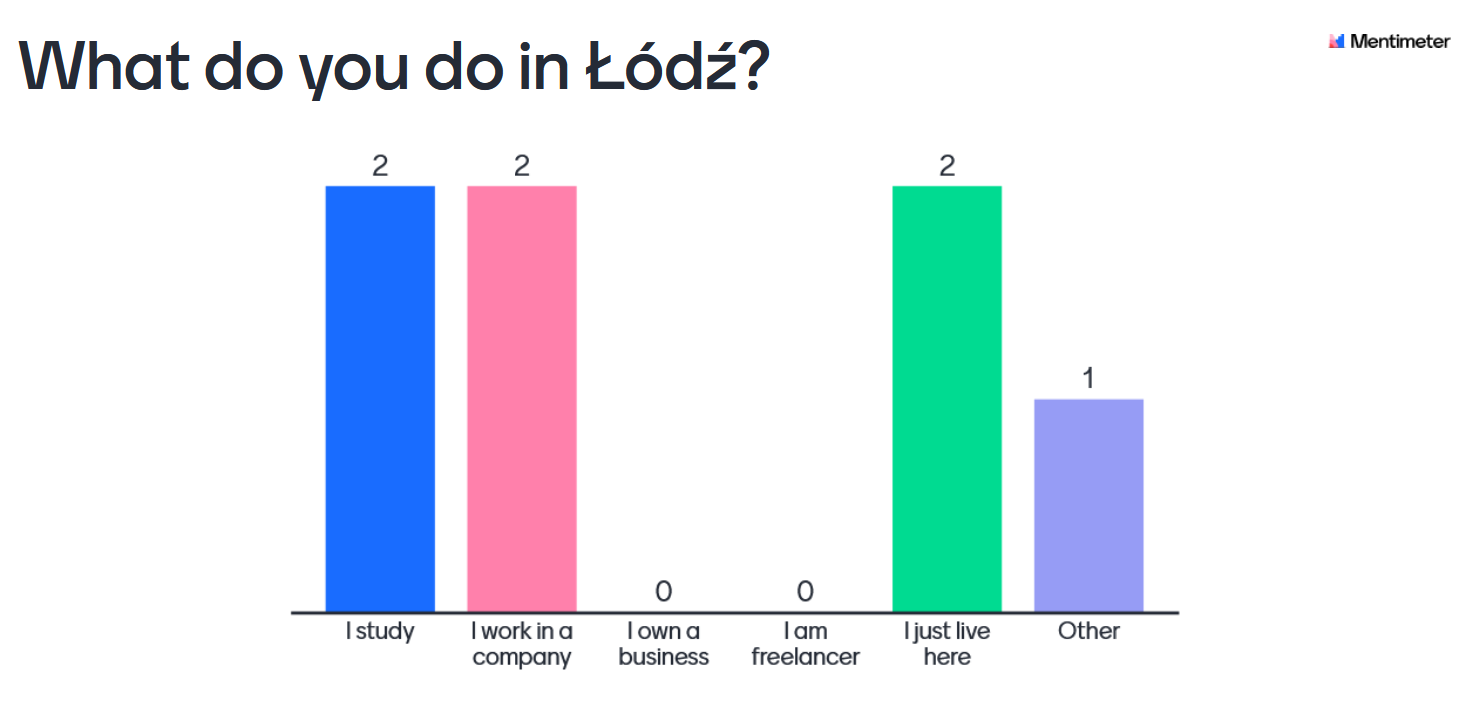 What do you do in Łódź?
Mentimeter
2
2
0
0
2
1
I study
I work in a
company
I own a
business
I am
freelancer
I just live
here
Other